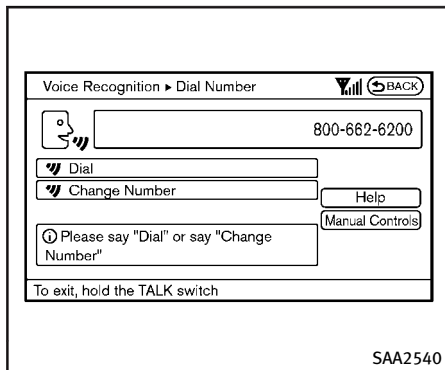 Voice Recognition ▸ Dial Number
BACK
800-662-6200
Dial
Change Number
Help
Manual Controls
Please say "Dial" or say "Change
Number"
To exit, hold the TALK switch
SAA2540